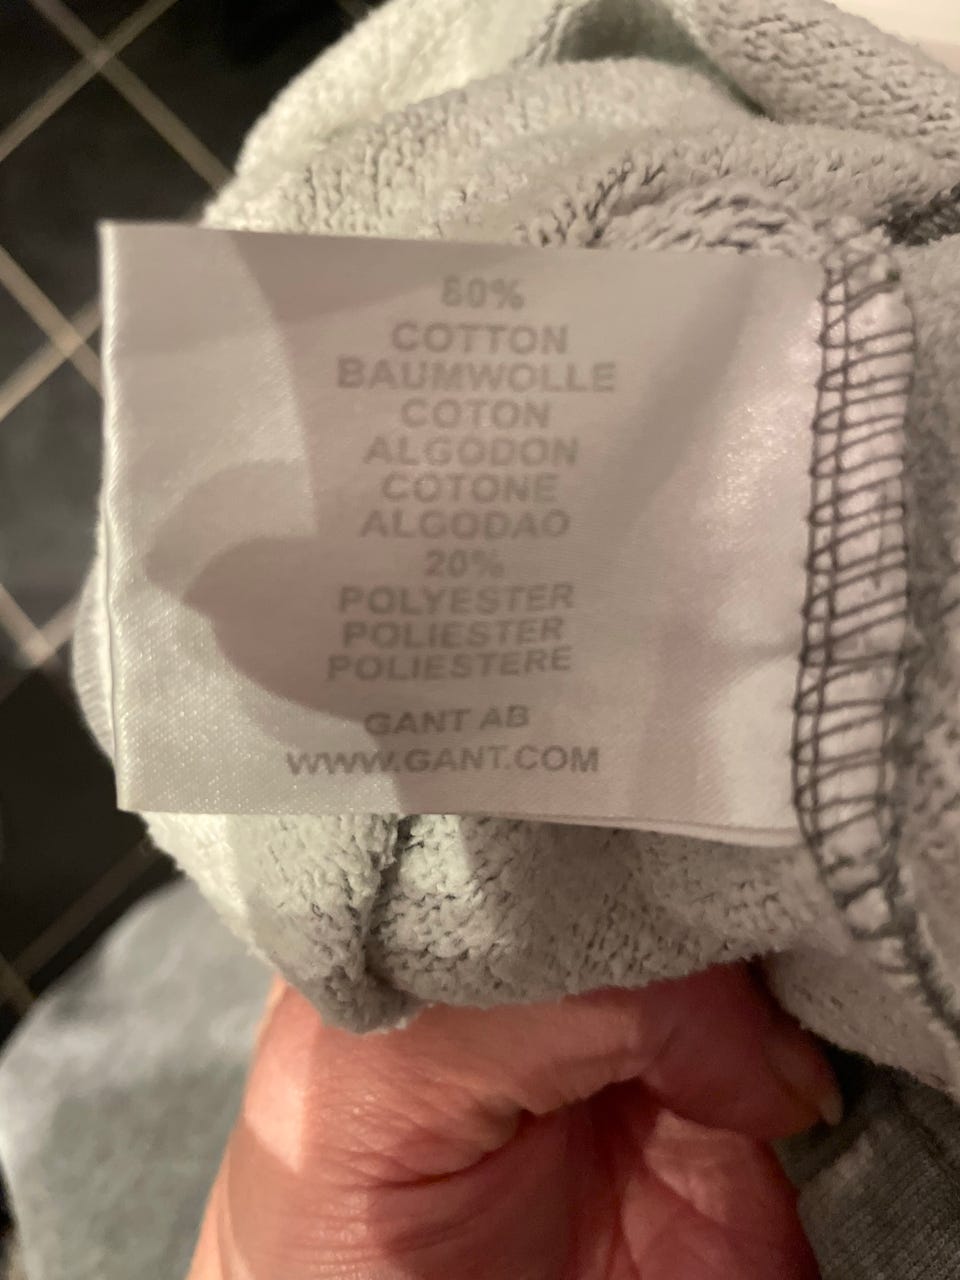 80%
COTTON
BAUMWOLLE
COTON
ALGODON
COTONE
ALGODAO
20%
POLYESTER
POLIESTER
POLIESTERE
GANT AB
WWW.GANT.COM